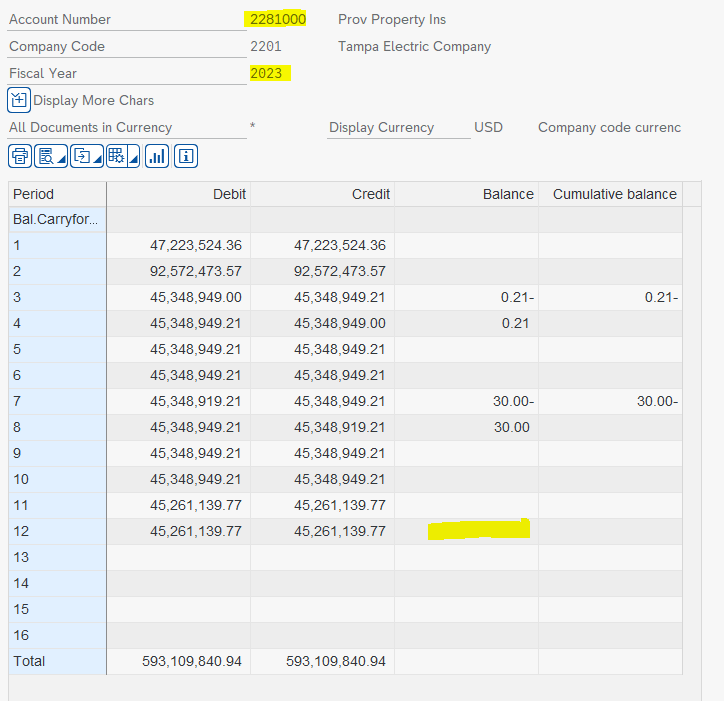 Account Number 2281000 Prov Property Ins
Company Code 2201 Tampa Electric Company
Fiscal Year 2023
Display More Chars
All Documents in Currency * Display Currency USD Company code currenc
Period Debit Credit Balance Cumulative balance
Bal.Carryfor...
1 47,223,524.36 47,223,524.36
2 92,572,473.57 92,572,473.57
3 45,348,949.00 45,348,949.21 0.21- 0.21-
4 45,348,949.21 45,348,949.00 0.21
5 45,348,949.21 45,348,949.21
6 45,348,949.21 45,348,949.21
7 45,348,919.21 45,348,949.21 30.00- 30.00-
8 45,348,949.21 45,348,919.21 30.00
9 45,348,949.21 45,348,949.21
10 45,348,949.21 45,348,949.21
11 45,261,139.77 45,261,139.77
12 45,261,139.77 45,261,139.77
13
14
15
16
Total 593,109,840.94 593,109,840.94